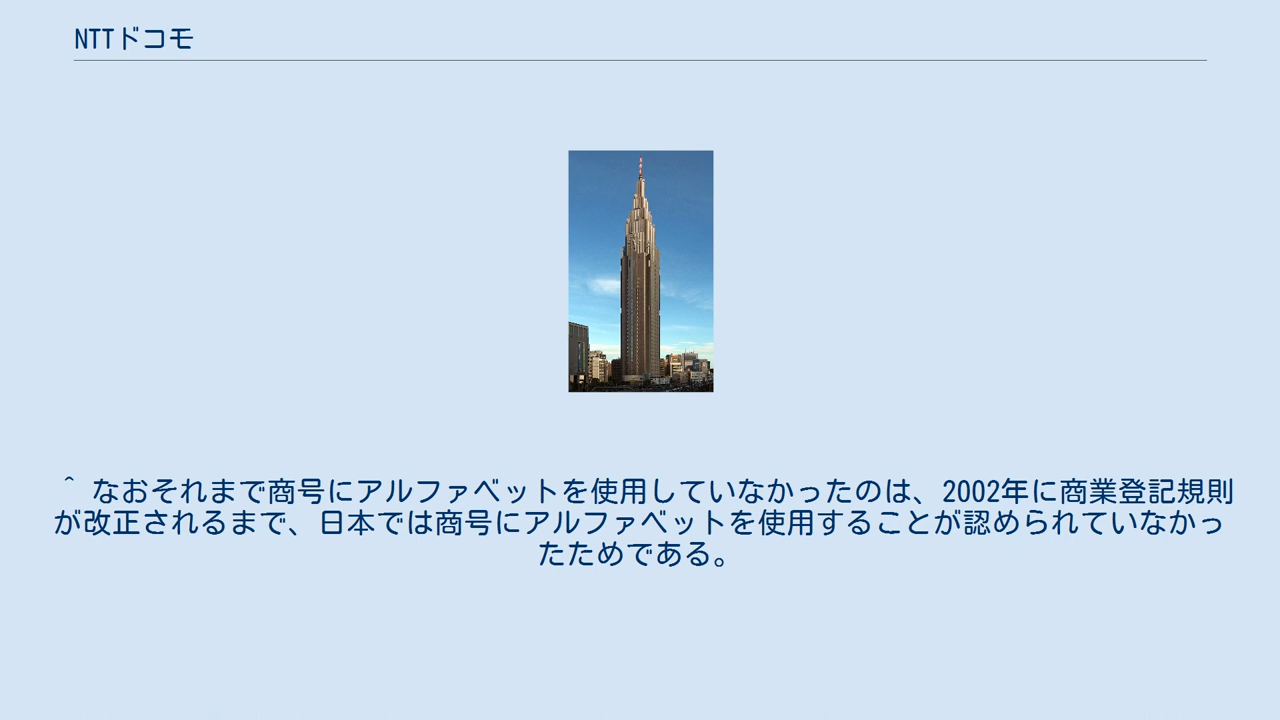 NTTドコモ
^ なおそれまで商号にアルファベットを使用していなかったのは、2002年に商業登記規則
が改正されるまで、日本では商号にアルファベットを使用することが認められていなかっ
たためである。